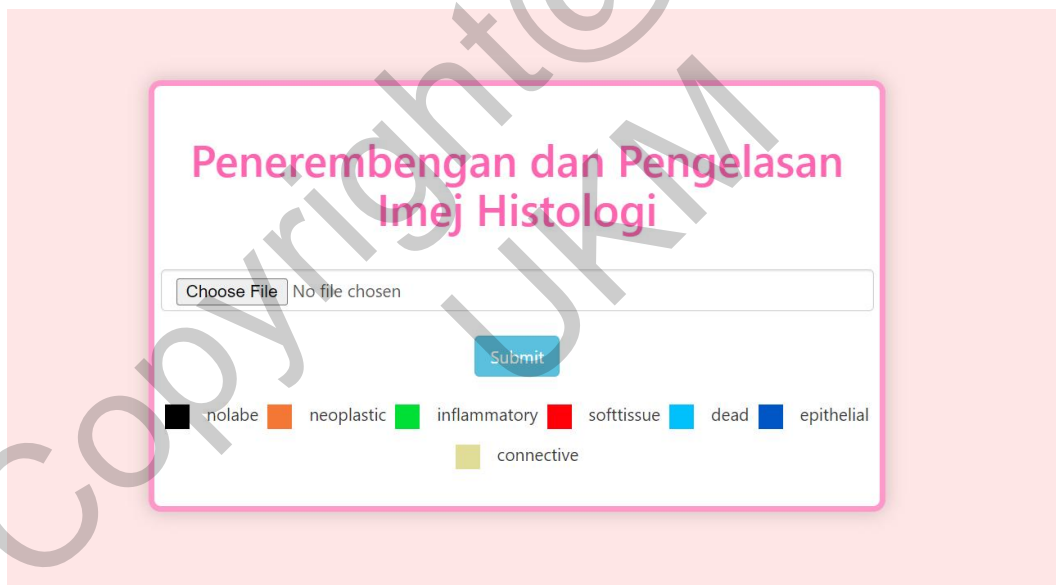 Penerembengan dan Pengelasan
Imej Histologi
Choose File No file chosen
Submit
nolabe neoplastic inflammatory softtissue dead epithelial
connective
Copyright©
UKM